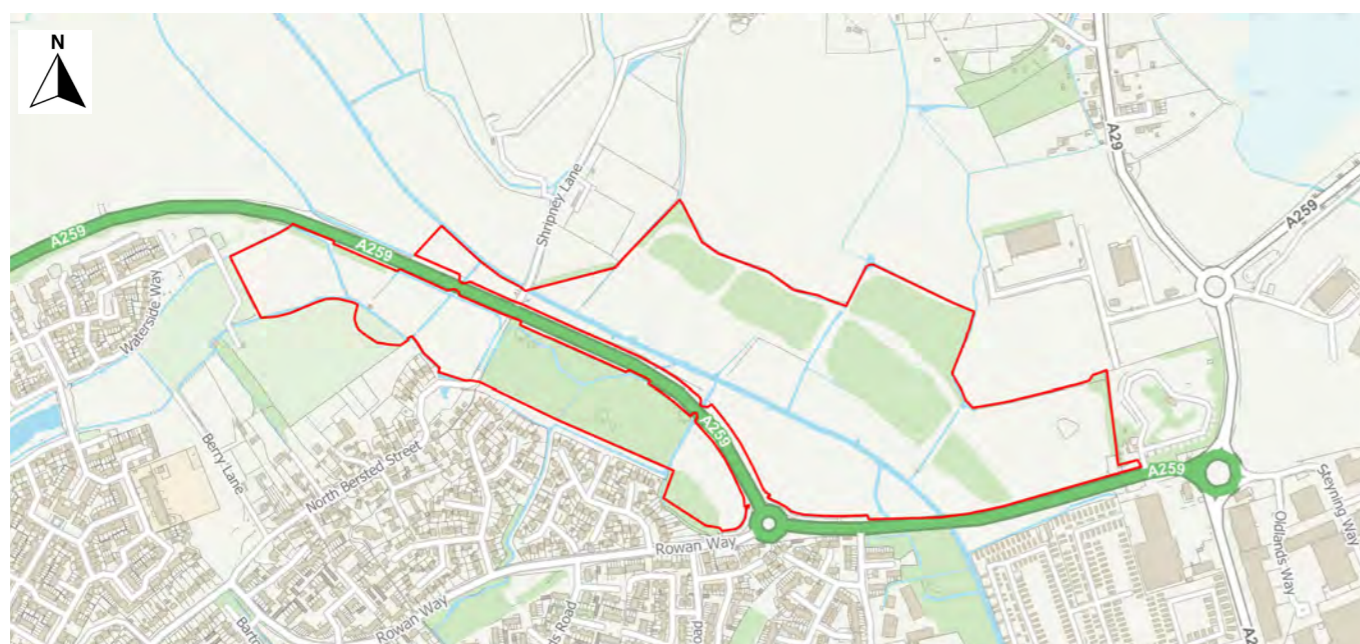 N
A29
A259
Shripney Lane
A259
A259
Waterside Way
A259
A259
Berry Lane
North Bersted Street
Steyning Way
Oldlands Way
Rowan Way
Rowan Way